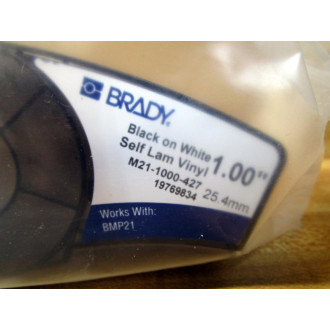 BRADY.
Black on White
Self Lam Vinyl
M21-1000-427
19769834
1.00"
25.4mm
Works With:
BMP21